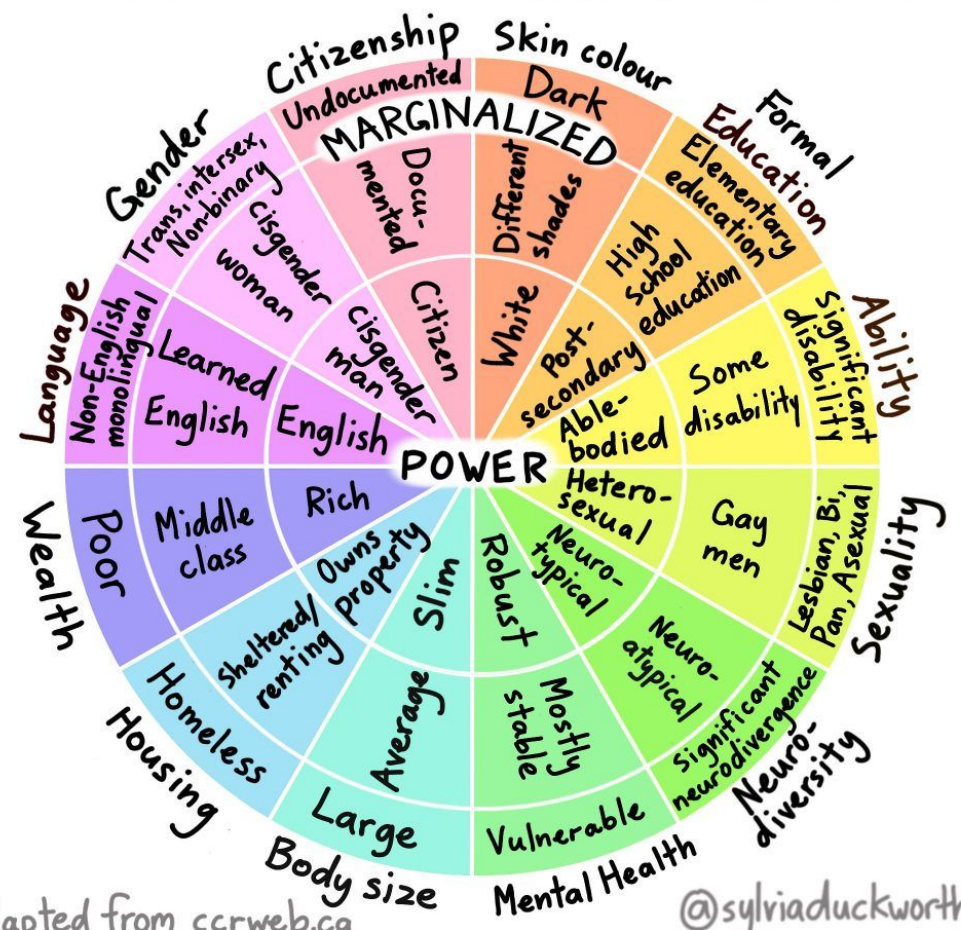 Citizenship
Undocumented
Docu-
mented
Citizen
Skin colour
Dark
Different
shades
White
Formal
Education
Elementary
education
High
school
education
Post-
secondary
Ability
Significant
disability
Some
disability
Able-
bodied
Sexuality
Lesbian, Bi,
Pan, Asexual
Gay
men
Hetero-
sexual
Neuro-
diversity
Significant
neurodivergence
Neuro-
atypical
Neuro-
typical
Mental Health
Vulnerable
Mostly
stable
Robust
Body size
Large
Average
Slim
Housing
Homeless
Sheltered/
renting
Owns
property
Wealth
Poor
Middle
class
Rich
Language
Non-English
monolingual
Learned
English
English
Gender
Trans, intersex,
Non-binary
cisgender
woman
cisgender
man
MARGINALIZED
POWER
from ccrweb.ca
@sylviaduckworth